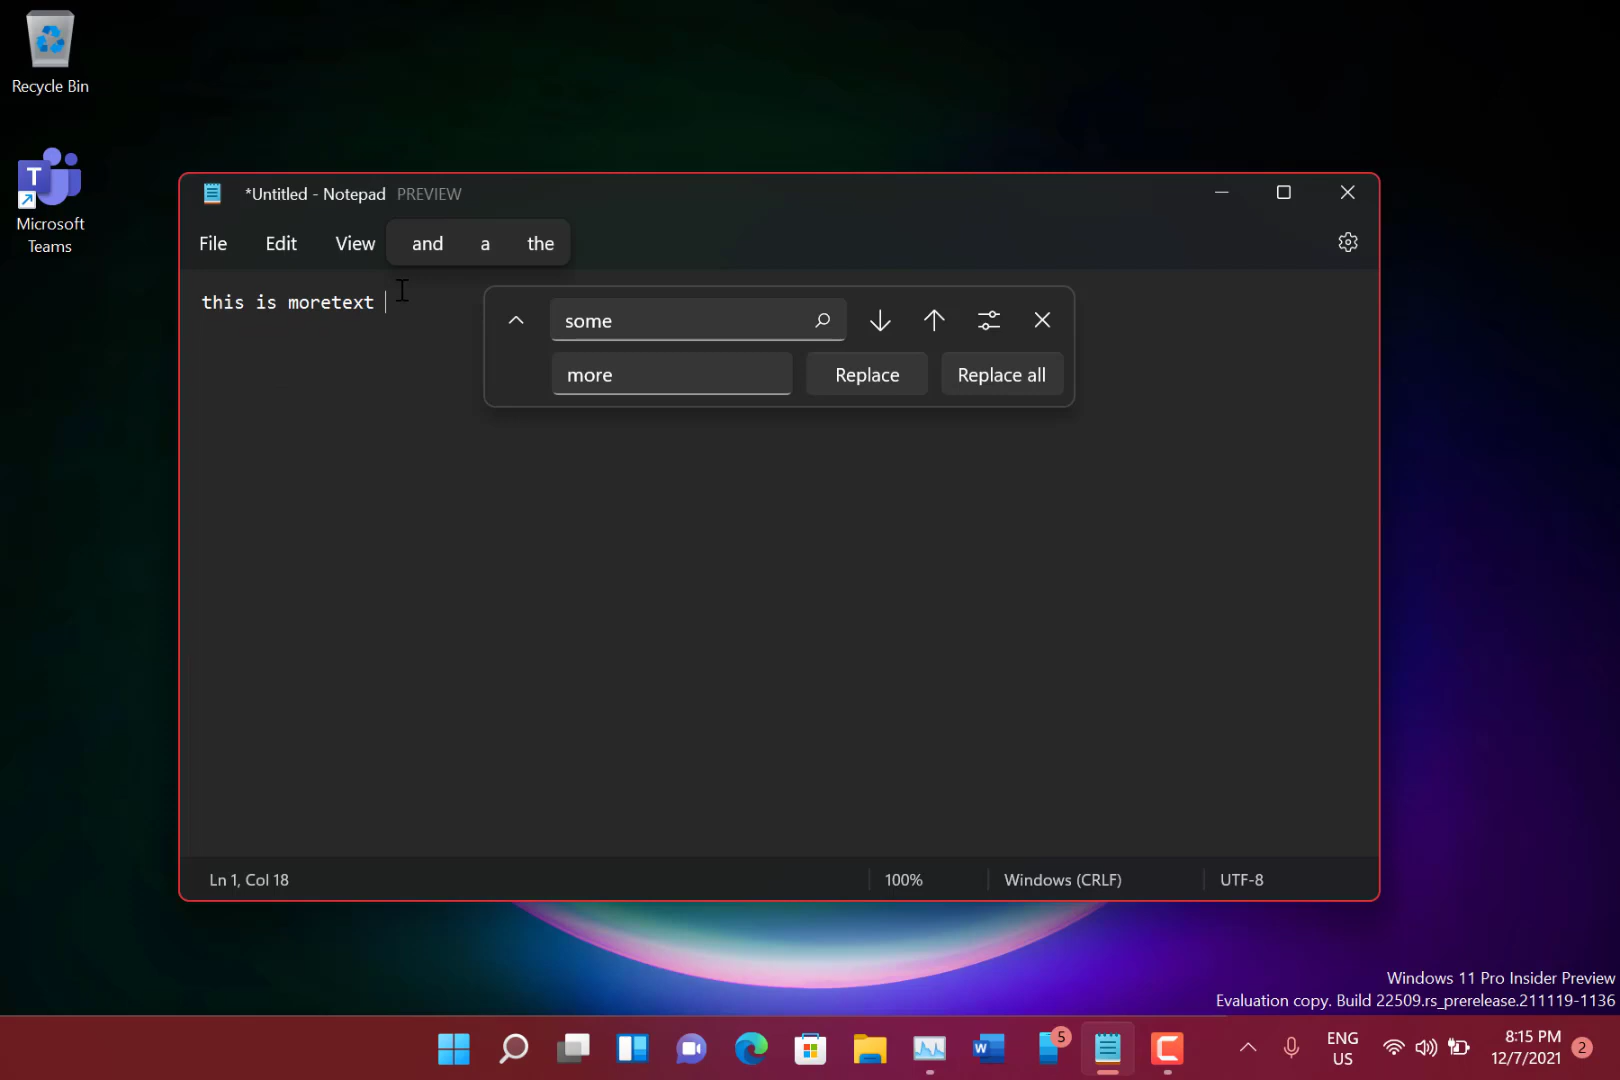 Recycle Bin
Microsoft
Teams
*Untitled - Notepad PREVIEW
File Edit View and a the
this is moretext
some
more Replace Replace all
Ln 1, Col 18 100% Windows (CRLF) UTF-8
Windows 11 Pro Insider Preview
Evaluation copy. Build 22509.rs_prerelease.211119-1136
5
ENG
US
8:15 PM
12/7/2021
2